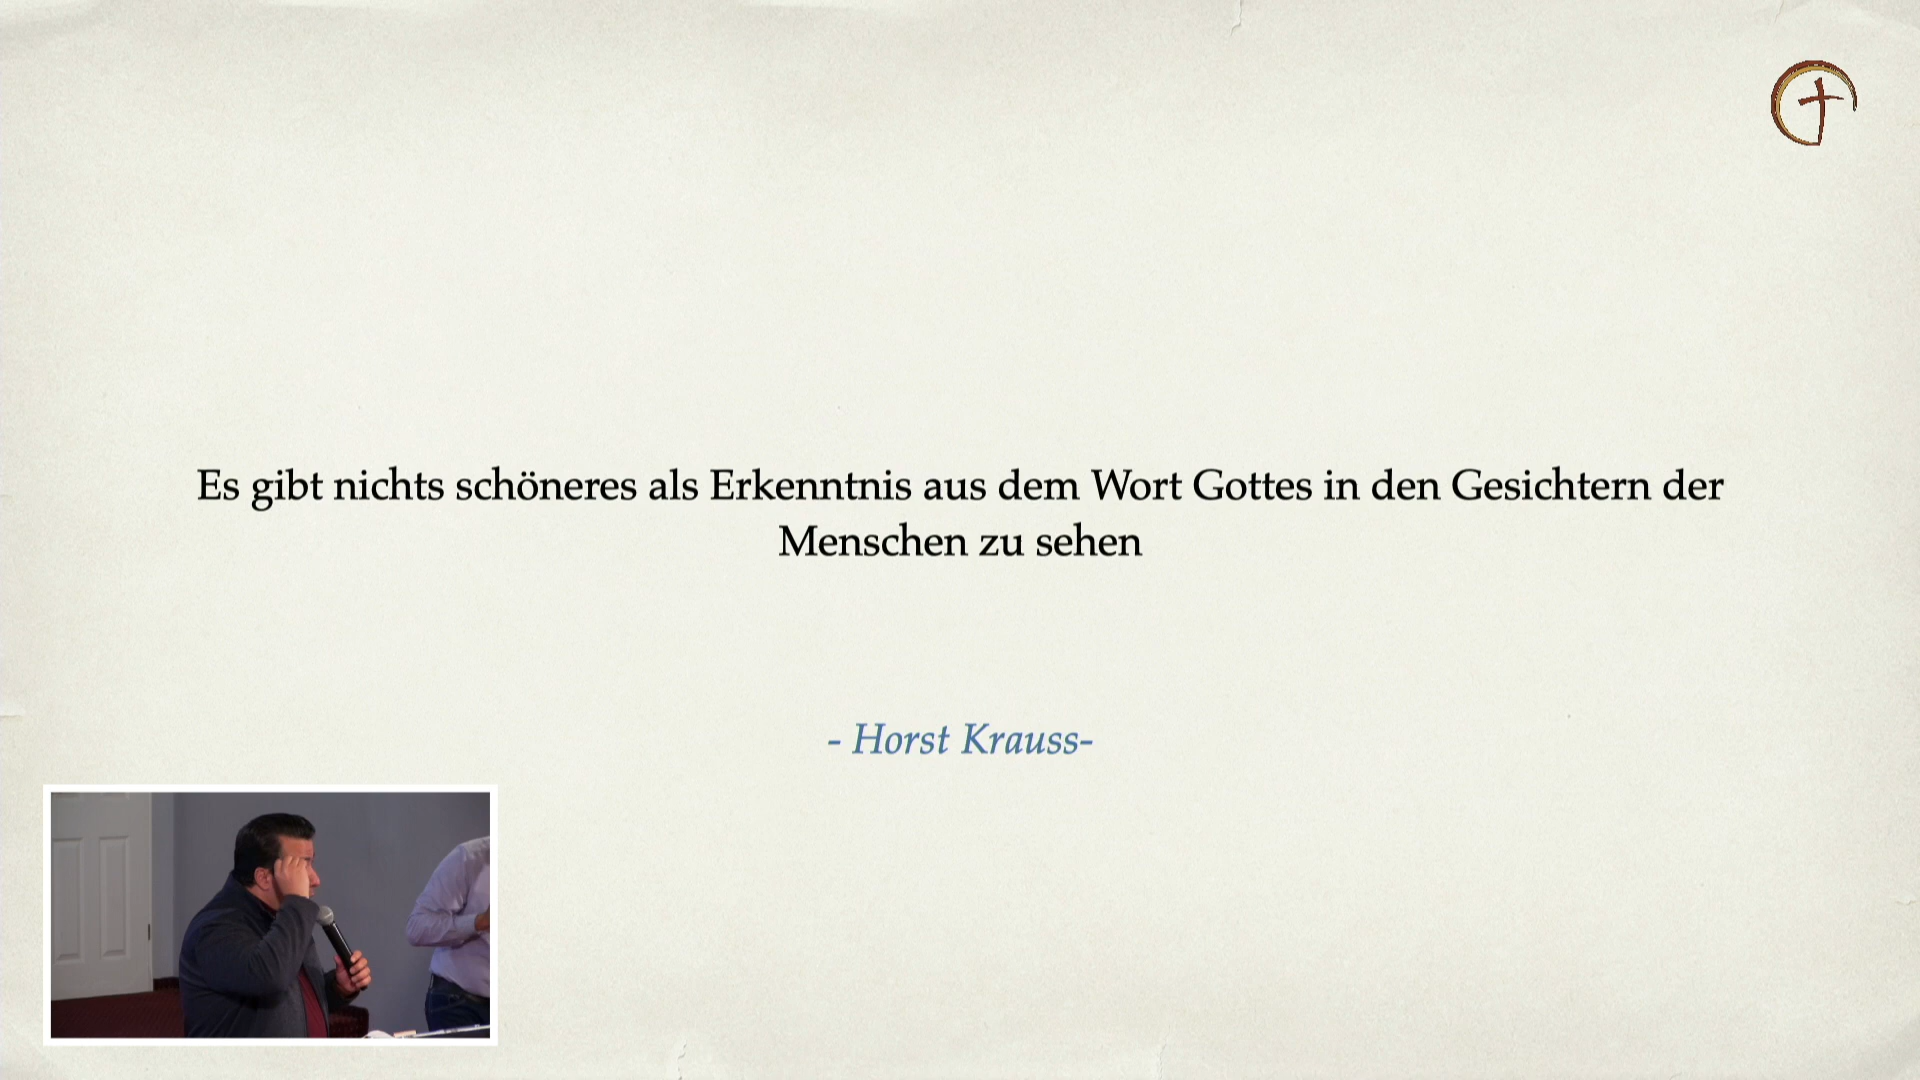 Es gibt nichts schöneres als Erkenntnis aus dem Wort Gottes in den Gesichtern der
Menschen zu sehen
- Horst Krauss-